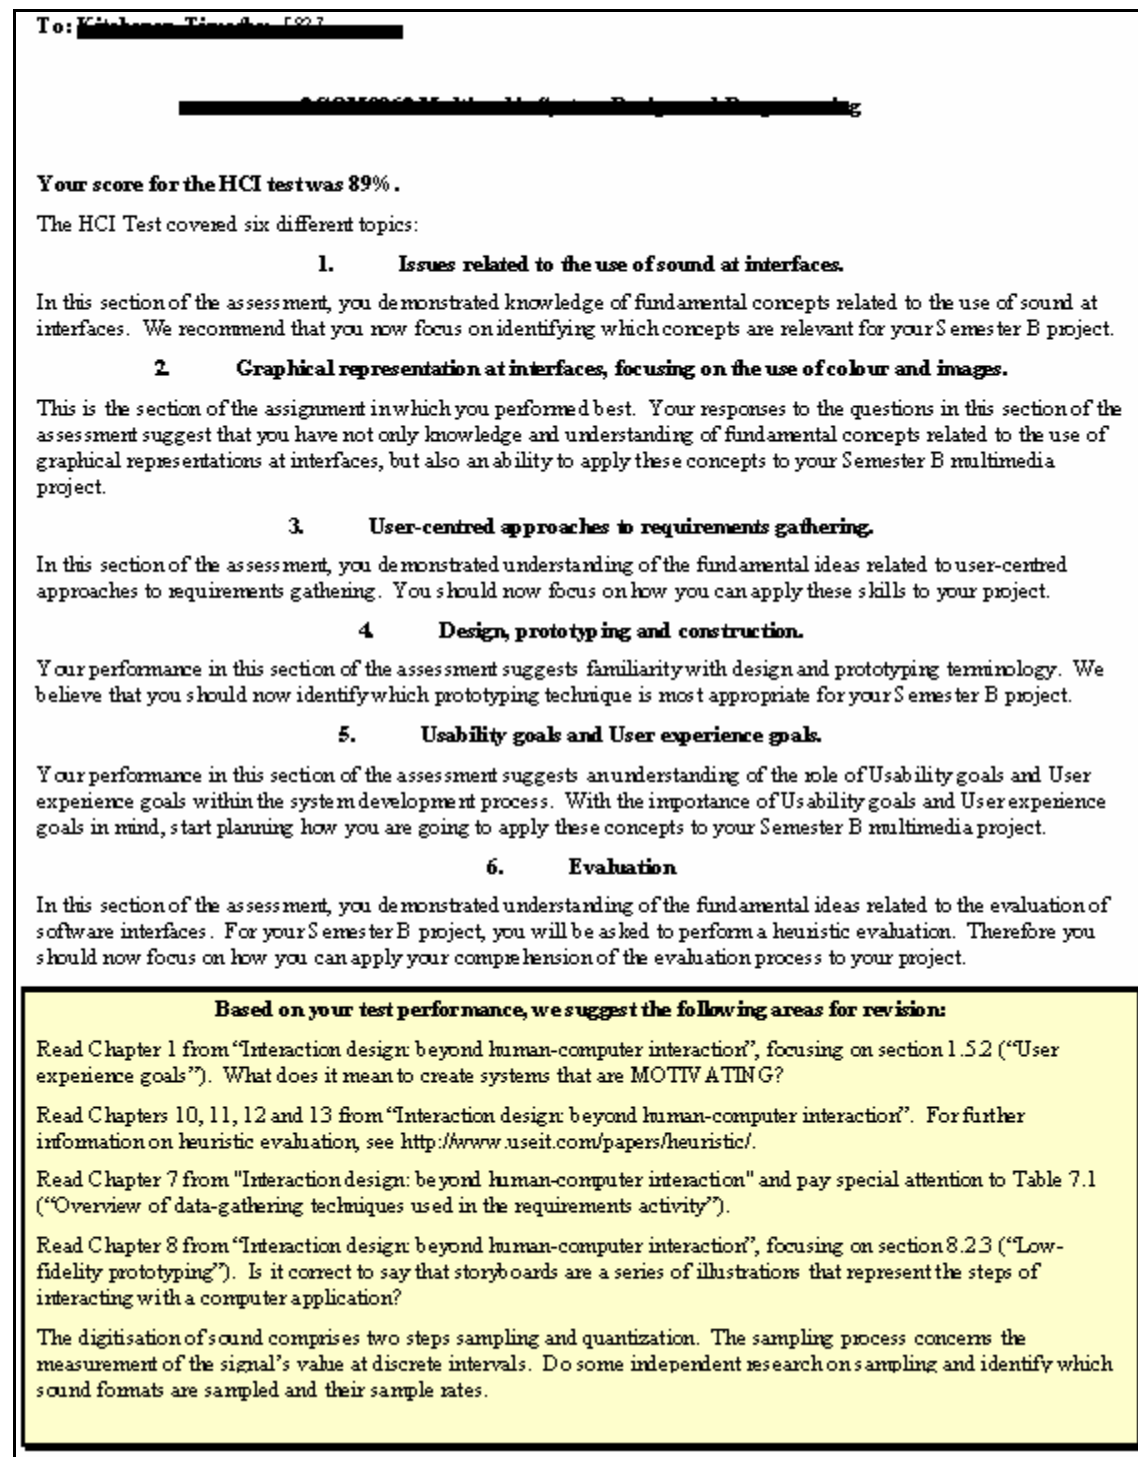 To:
Your score for the HCI test was 89%.
The HCI Test covered six different topics:
1. Issues related to the use of sound at interfaces.
In this section of the assessment, you demonstrated knowledge of fundamental concepts related to the use of sound at
interfaces. We recommend that you now focus on identifying which concepts are relevant for your Semester B project.
2. Graphical representation at interfaces, focusing on the use of colour and images.
This is the section of the assignment in which you performed best. Your responses to the questions in this section of the
assessment suggest that you have not only knowledge and understanding of fundamental concepts related to the use of
graphical representations at interfaces, but also an ability to apply these concepts to your Semester B multimedia
project.
3. User-centred approaches to requirements gathering.
In this section of the assessment, you demonstrated understanding of the fundamental ideas related to user-centred
approaches to requirements gathering. You should now focus on how you can apply these skills to your project.
4. Design, prototyping and construction.
Your performance in this section of the assessment suggests familiarity with design and prototyping terminology. We
believe that you should now identify which prototyping technique is most appropriate for your Semester B project.
5. Usability goals and User experience goals.
Your performance in this section of the assessment suggests an understanding of the role of Usability goals and User
experience goals within the system development process. With the importance of Usability goals and User experience
goals in mind, start planning how you are going to apply these concepts to your Semester B multimedia project.
6. Evaluation
In this section of the assessment, you demonstrated understanding of the fundamental ideas related to the evaluation of
software interfaces. For your Semester B project, you will be asked to perform a heuristic evaluation. Therefore you
should now focus on how you can apply your comprehension of the evaluation process to your project.
Based on your test performance, we suggest the following areas for revision:
Read Chapter 1 from “Interaction design: beyond human-computer interaction”, focusing on section 1.5.2 (“User
experience goals”). What does it mean to create systems that are MOTIVATING?
Read Chapters 10, 11, 12 and 13 from “Interaction design: beyond human-computer interaction”. For further
information on heuristic evaluation, see http://www.useit.com/papers/heuristic/.
Read Chapter 7 from "Interaction design: beyond human-computer interaction" and pay special attention to Table 7.1
(“Overview of data-gathering techniques used in the requirements activity”).
Read Chapter 8 from “Interaction design: beyond human-computer interaction”, focusing on section 8.2.3 (“Low-
fidelity prototyping”). Is it correct to say that storyboards are a series of illustrations that represent the steps of
interacting with a computer application?
The digitisation of sound comprises two steps sampling and quantization. The sampling process concerns the
measurement of the signal’s value at discrete intervals. Do some independent research on sampling and identify which
sound formats are sampled and their sample rates.